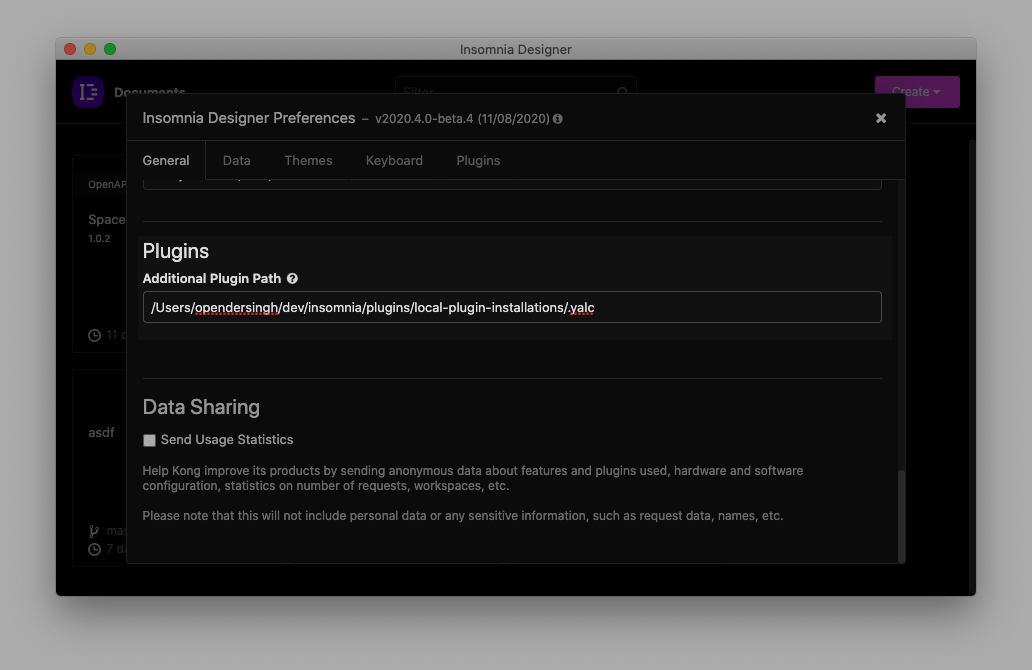 Insomnia Designer
Documents
Filter
Create
Insomnia Designer Preferences – v2020.4.0-beta.4 (11/08/2020)
General
Data
Themes
Keyboard
Plugins
OpenAP
Space
1.0.2
Plugins
Additional Plugin Path
/Users/opendersingh/dev/insomnia/plugins/local-plugin-installations/.yalc
11 d
Data Sharing
asdf
Send Usage Statistics
Help Kong improve its products by sending anonymous data about features and plugins used, hardware and software
configuration, statistics on number of requests, workspaces, etc.
Please note that this will not include personal data or any sensitive information, such as request data, names, etc.
mas
7 da